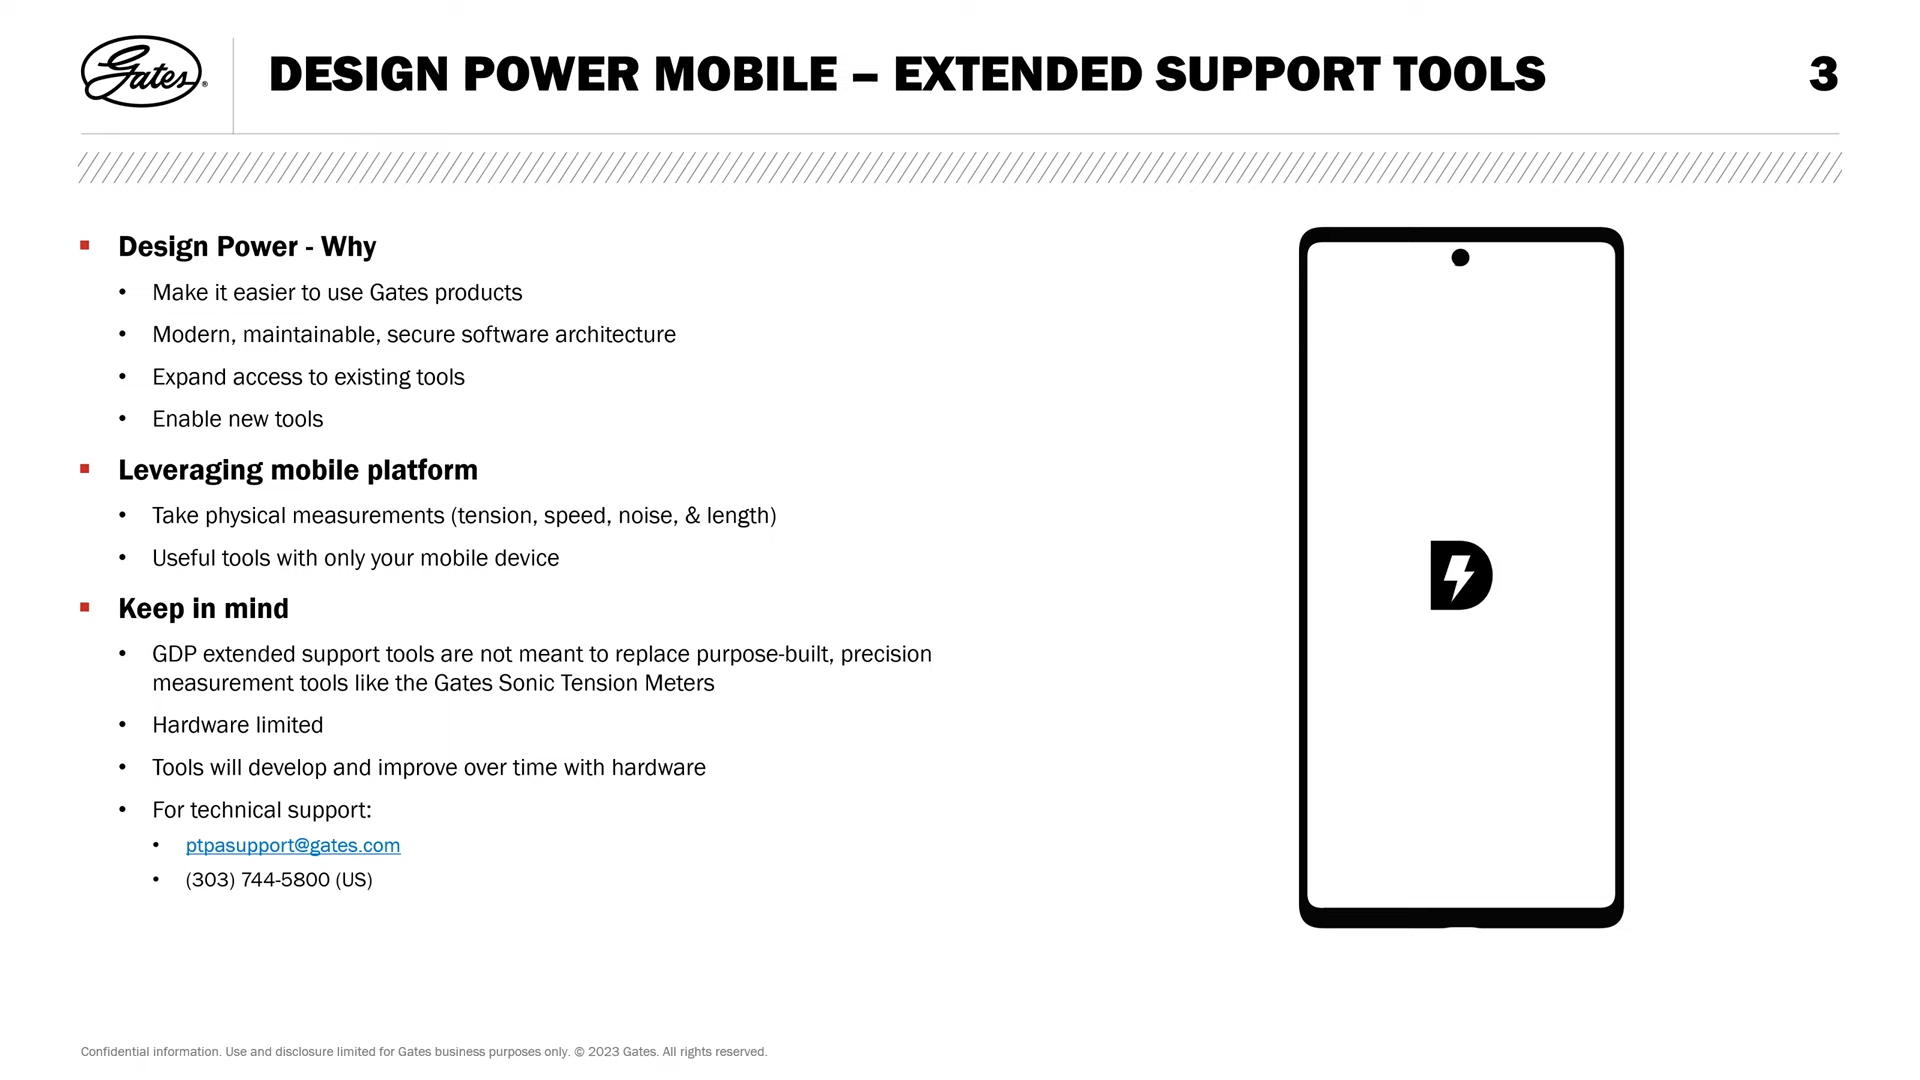 Gates®
DESIGN POWER MOBILE – EXTENDED SUPPORT TOOLS
3
Design Power - Why
• Make it easier to use Gates products
• Modern, maintainable, secure software architecture
• Expand access to existing tools
• Enable new tools
Leveraging mobile platform
• Take physical measurements (tension, speed, noise, & length)
• Useful tools with only your mobile device
Keep in mind
• GDP extended support tools are not meant to replace purpose-built, precision
measurement tools like the Gates Sonic Tension Meters
• Hardware limited
• Tools will develop and improve over time with hardware
• For technical support:
• ptpasupport@gates.com
• (303) 744-5800 (US)
D
Confidential information. Use and disclosure limited for Gates business purposes only. © 2023 Gates. All rights reserved.